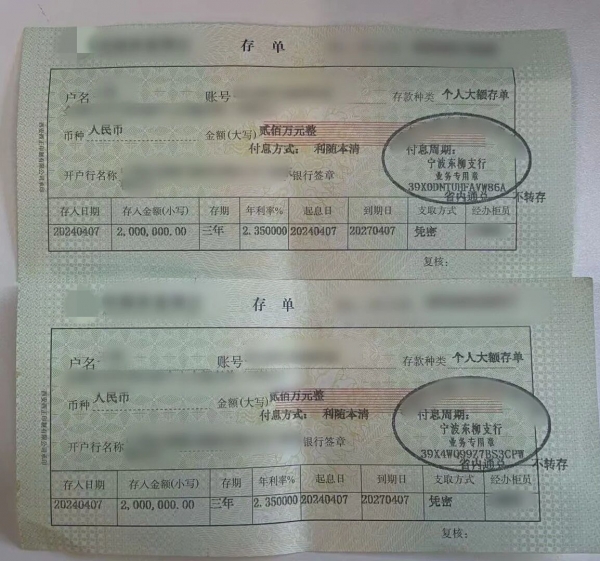 存单
户名 账号 存款种类 个人大额存单
币种 人民币 金额(大写) 贰佰万元整
付息方式: 利随本清 付息周期:
宁波东柳支行
开户行名称 银行签章 业务专用章
39X0DNTUHFAVW86A
省内通兑 不转存
存入日期 存入金额(小写) 存期 年利率% 起息日 到期日 支取方式 经办柜员
20240407 2,000,000.00 三年 2.350000 20240407 20270407 凭密
复核:
存单
户名 账号 存款种类 个人大额存单
币种 人民币 金额(大写) 贰佰万元整
付息方式: 利随本清 付息周期:
宁波东柳支行
开户行名称 银行签章 业务专用章
39X4WQ99Z7BS3CPW
省内通兑 不转存
存入日期 存入金额(小写) 存期 年利率% 起息日 到期日 支取方式 经办柜员
20240407 2,000,000.00 三年 2.350000 20240407 20270407 凭密
复核: